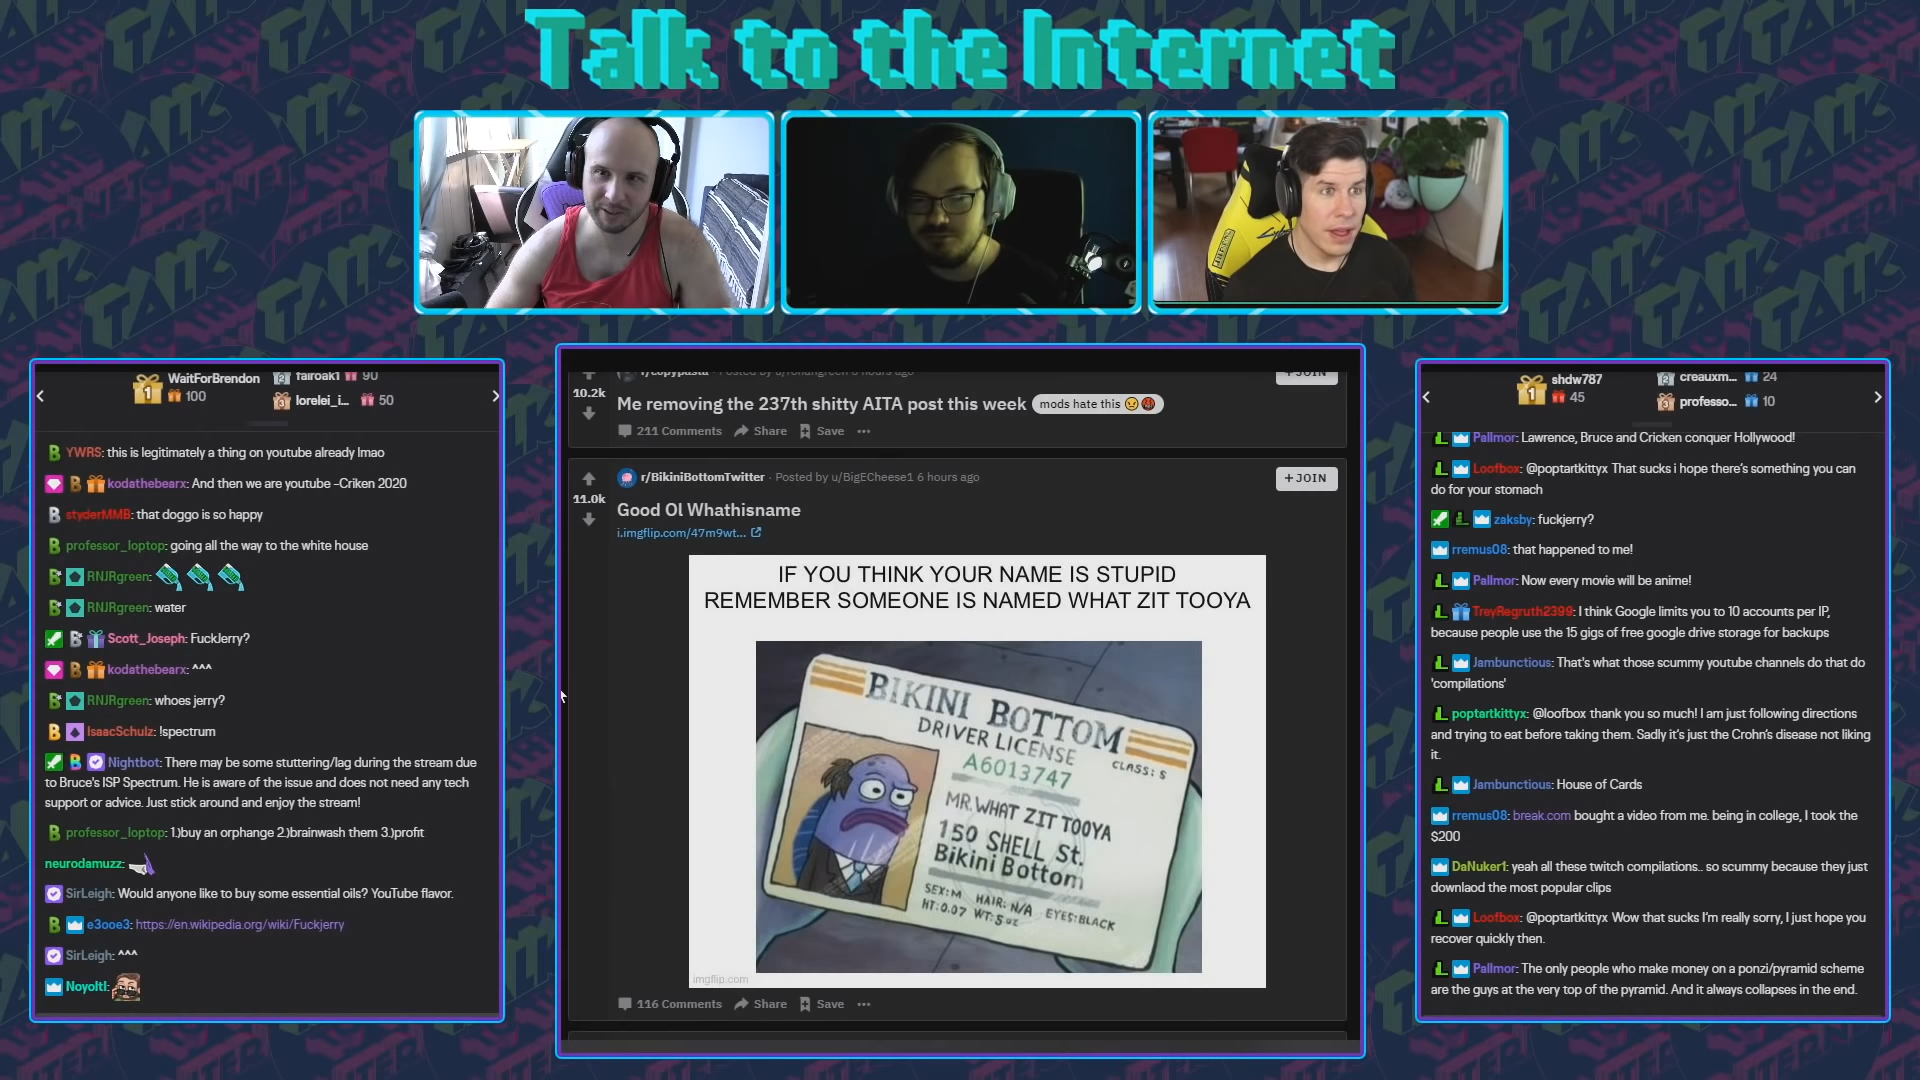 Talk to the Internet
WaitForBrendon
100
fairoak1 90
lorelei_i... 50
YWRS: this is legitimately a thing on youtube already lmao
kodathebearx: And then we are youtube -Criken 2020
styderMMB: that doggo is so happy
professor_loptop: going all the way to the white house
RNJRgreen:
RNJRgreen: water
Scott_Joseph: FuckJerry?
kodathebearx: ^^^
RNJRgreen: whoes jerry?
IsaacSchulz: !spectrum
Nightbot: There may be some stuttering/lag during the stream due
to Bruce's ISP Spectrum. He is aware of the issue and does not need any tech
support or advice. Just stick around and enjoy the stream!
professor_loptop: 1.)buy an orphange 2.)brainwash them 3.)profit
neurodamuzz:
SirLeigh: Would anyone like to buy some essential oils? YouTube flavor.
e3ooe3: https://en.wikipedia.org/wiki/Fuckjerry
SirLeigh: ^^^
Noyoltl:
10.2k
Me removing the 237th shitty AITA post this week mods hate this
211 Comments Share Save ...
r/BikiniBottomTwitter · Posted by u/BigECheese1 6 hours ago
+JOIN
11.0k
Good Ol Whathisname
i.imgflip.com/47m9wt...
IF YOU THINK YOUR NAME IS STUPID
REMEMBER SOMEONE IS NAMED WHAT ZIT TOOYA
BIKINI BOTTOM
DRIVER LICENSE
A6013747
CLASS: S
MR. WHAT ZIT TOOYA
150 SHELL St.
Bikini Bottom
SEX:M HAIR: N/A EYES:BLACK
HT:0.07 WT:5 oz
imgflip.com
116 Comments Share Save ...
shdw787
45
creauxm... 24
professo... 10
Pallmor: Lawrence, Bruce and Cricken conquer Hollywood!
Loofbox: @poptartkittyx That sucks i hope there's something you can
do for your stomach
zaksby: fuckjerry?
rremus08: that happened to me!
Pallmor: Now every movie will be anime!
TreyRegruth2399: I think Google limits you to 10 accounts per IP,
because people use the 15 gigs of free google drive storage for backups
Jambunctious: That's what those scummy youtube channels do that do
'compilations'
poptartkittyx: @loofbox thank you so much! I am just following directions
and trying to eat before taking them. Sadly it's just the Crohn's disease not liking
it.
Jambunctious: House of Cards
rremus08: break.com bought a video from me. being in college, I took the
$200
DaNuker1: yeah all these twitch compilations.. so scummy because they just
downlaod the most popular clips
Loofbox: @poptartkittyx Wow that sucks I'm really sorry, I just hope you
recover quickly then.
Pallmor: The only people who make money on a ponzi/pyramid scheme
are the guys at the very top of the pyramid. And it always collapses in the end.